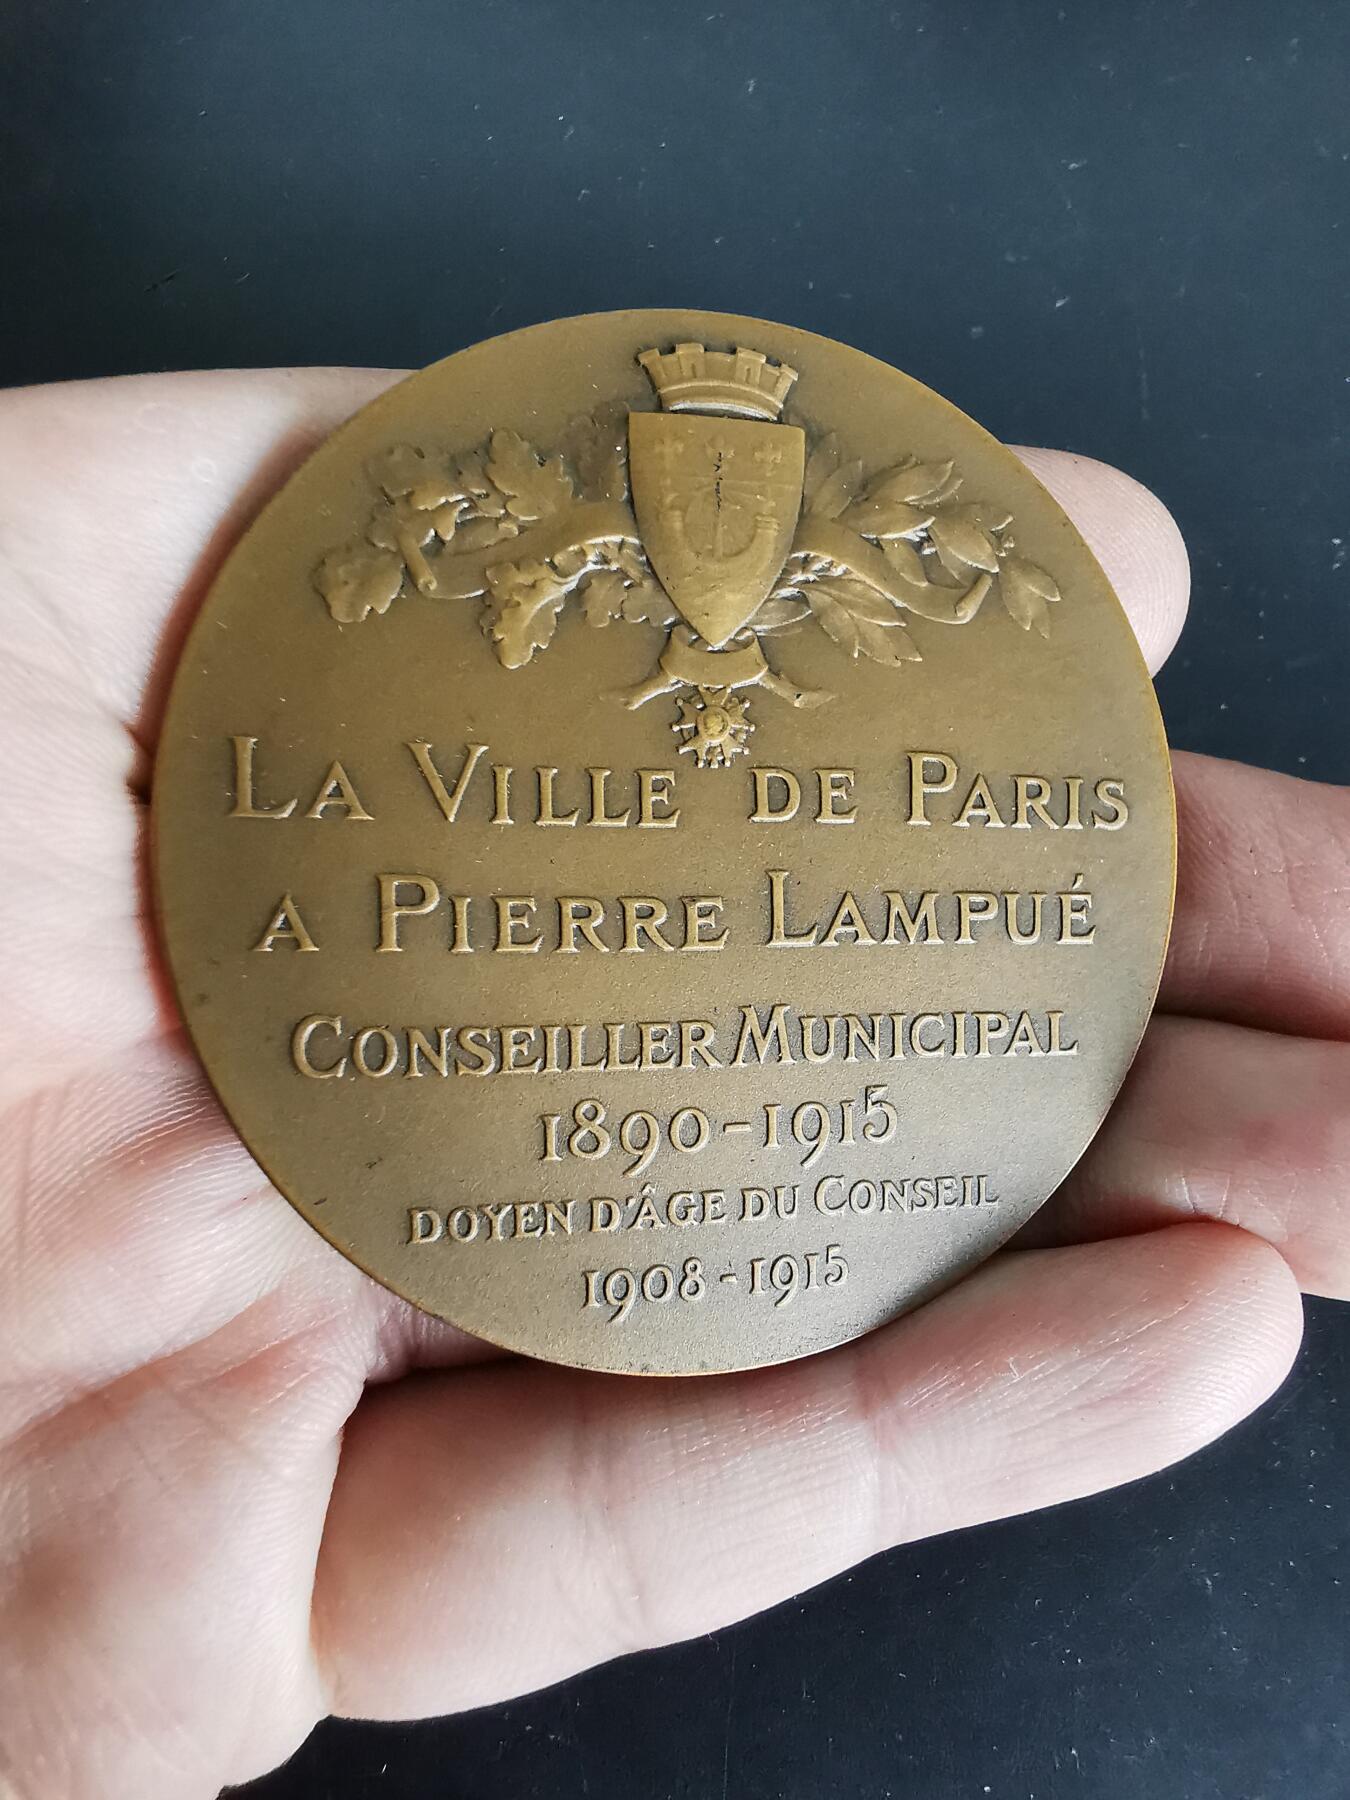 LA VILLE DE PARIS
A PIERRE LAMPUÉ
CONSEILLER MUNICIPAL
1890-1915
DOYEN D'ÂGE DU CONSEIL
1908-1915